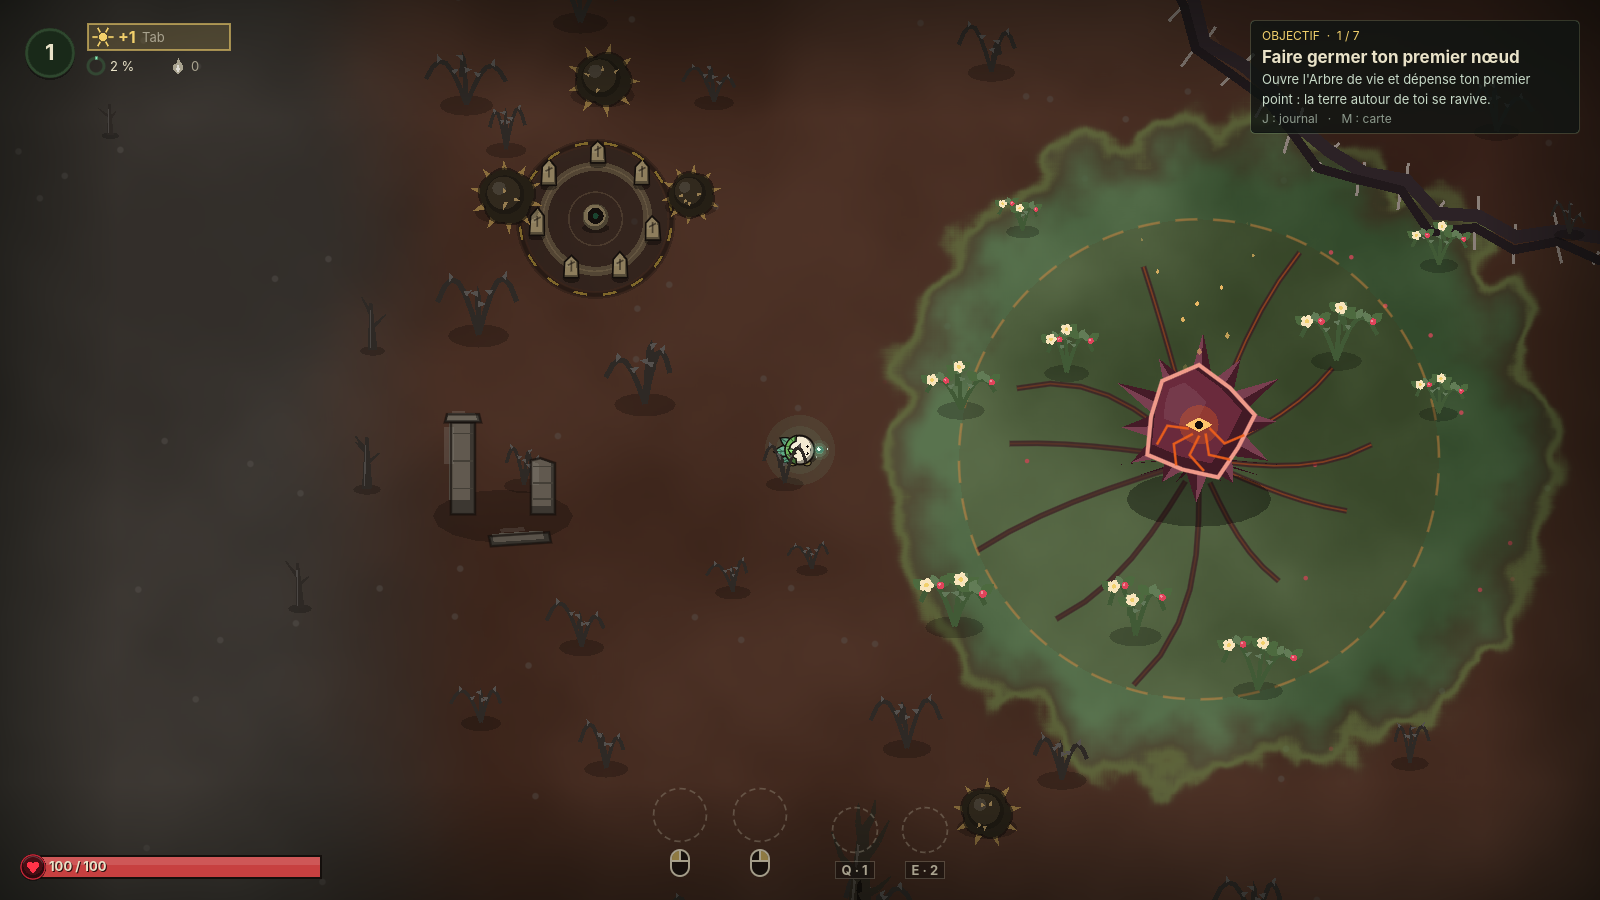 1
+1 Tab
2 %
0
OBJECTIF · 1 / 7
Faire germer ton premier nœud
Ouvre l'Arbre de vie et dépense ton premier
point : la terre autour de toi se ravive.
J : journal · M : carte
100 / 100
Q · 1
E · 2